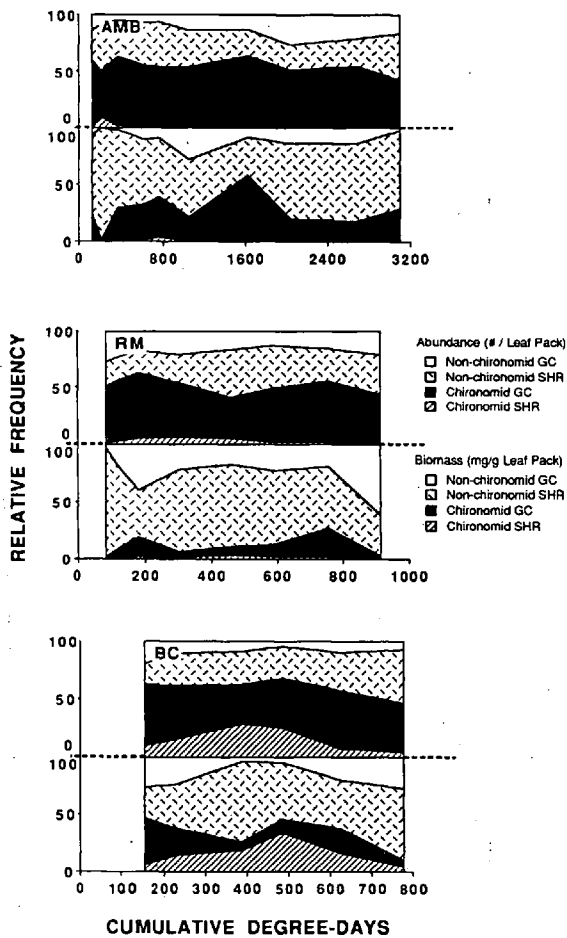 AMB
100
50
0
100
50
0
0 800 1600 2400 3200
RELATIVE FREQUENCY
RM
100
50
0
100
50
0
0 200 400 600 800 1000
Abundance (# / Leaf Pack)
Non-chironomid GC
Non-chironomid SHR
Chironomid GC
Chironomid SHR
Biomass (mg/g Leaf Pack)
Non-chironomid GC
Non-chironomid SHR
Chironomid GC
Chironomid SHR
BC
100
50
0
100
50
0
0 100 200 300 400 500 600 700 800
CUMULATIVE DEGREE-DAYS